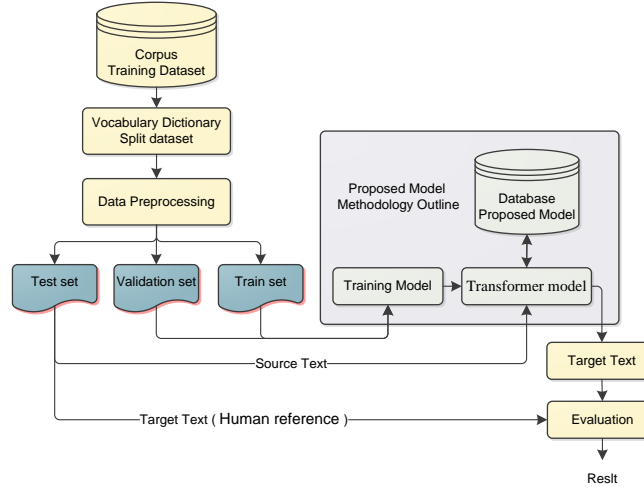 Corpus
Training Dataset
Vocabulary Dictionary
Split dataset
Data Preprocessing
Proposed Model
Methodology Outline
Database
Proposed Model
Test set
Validation set
Train set
Training Model
Transformer model
Source Text
Target Text
Target Text ( Human reference )
Evaluation
Reslt